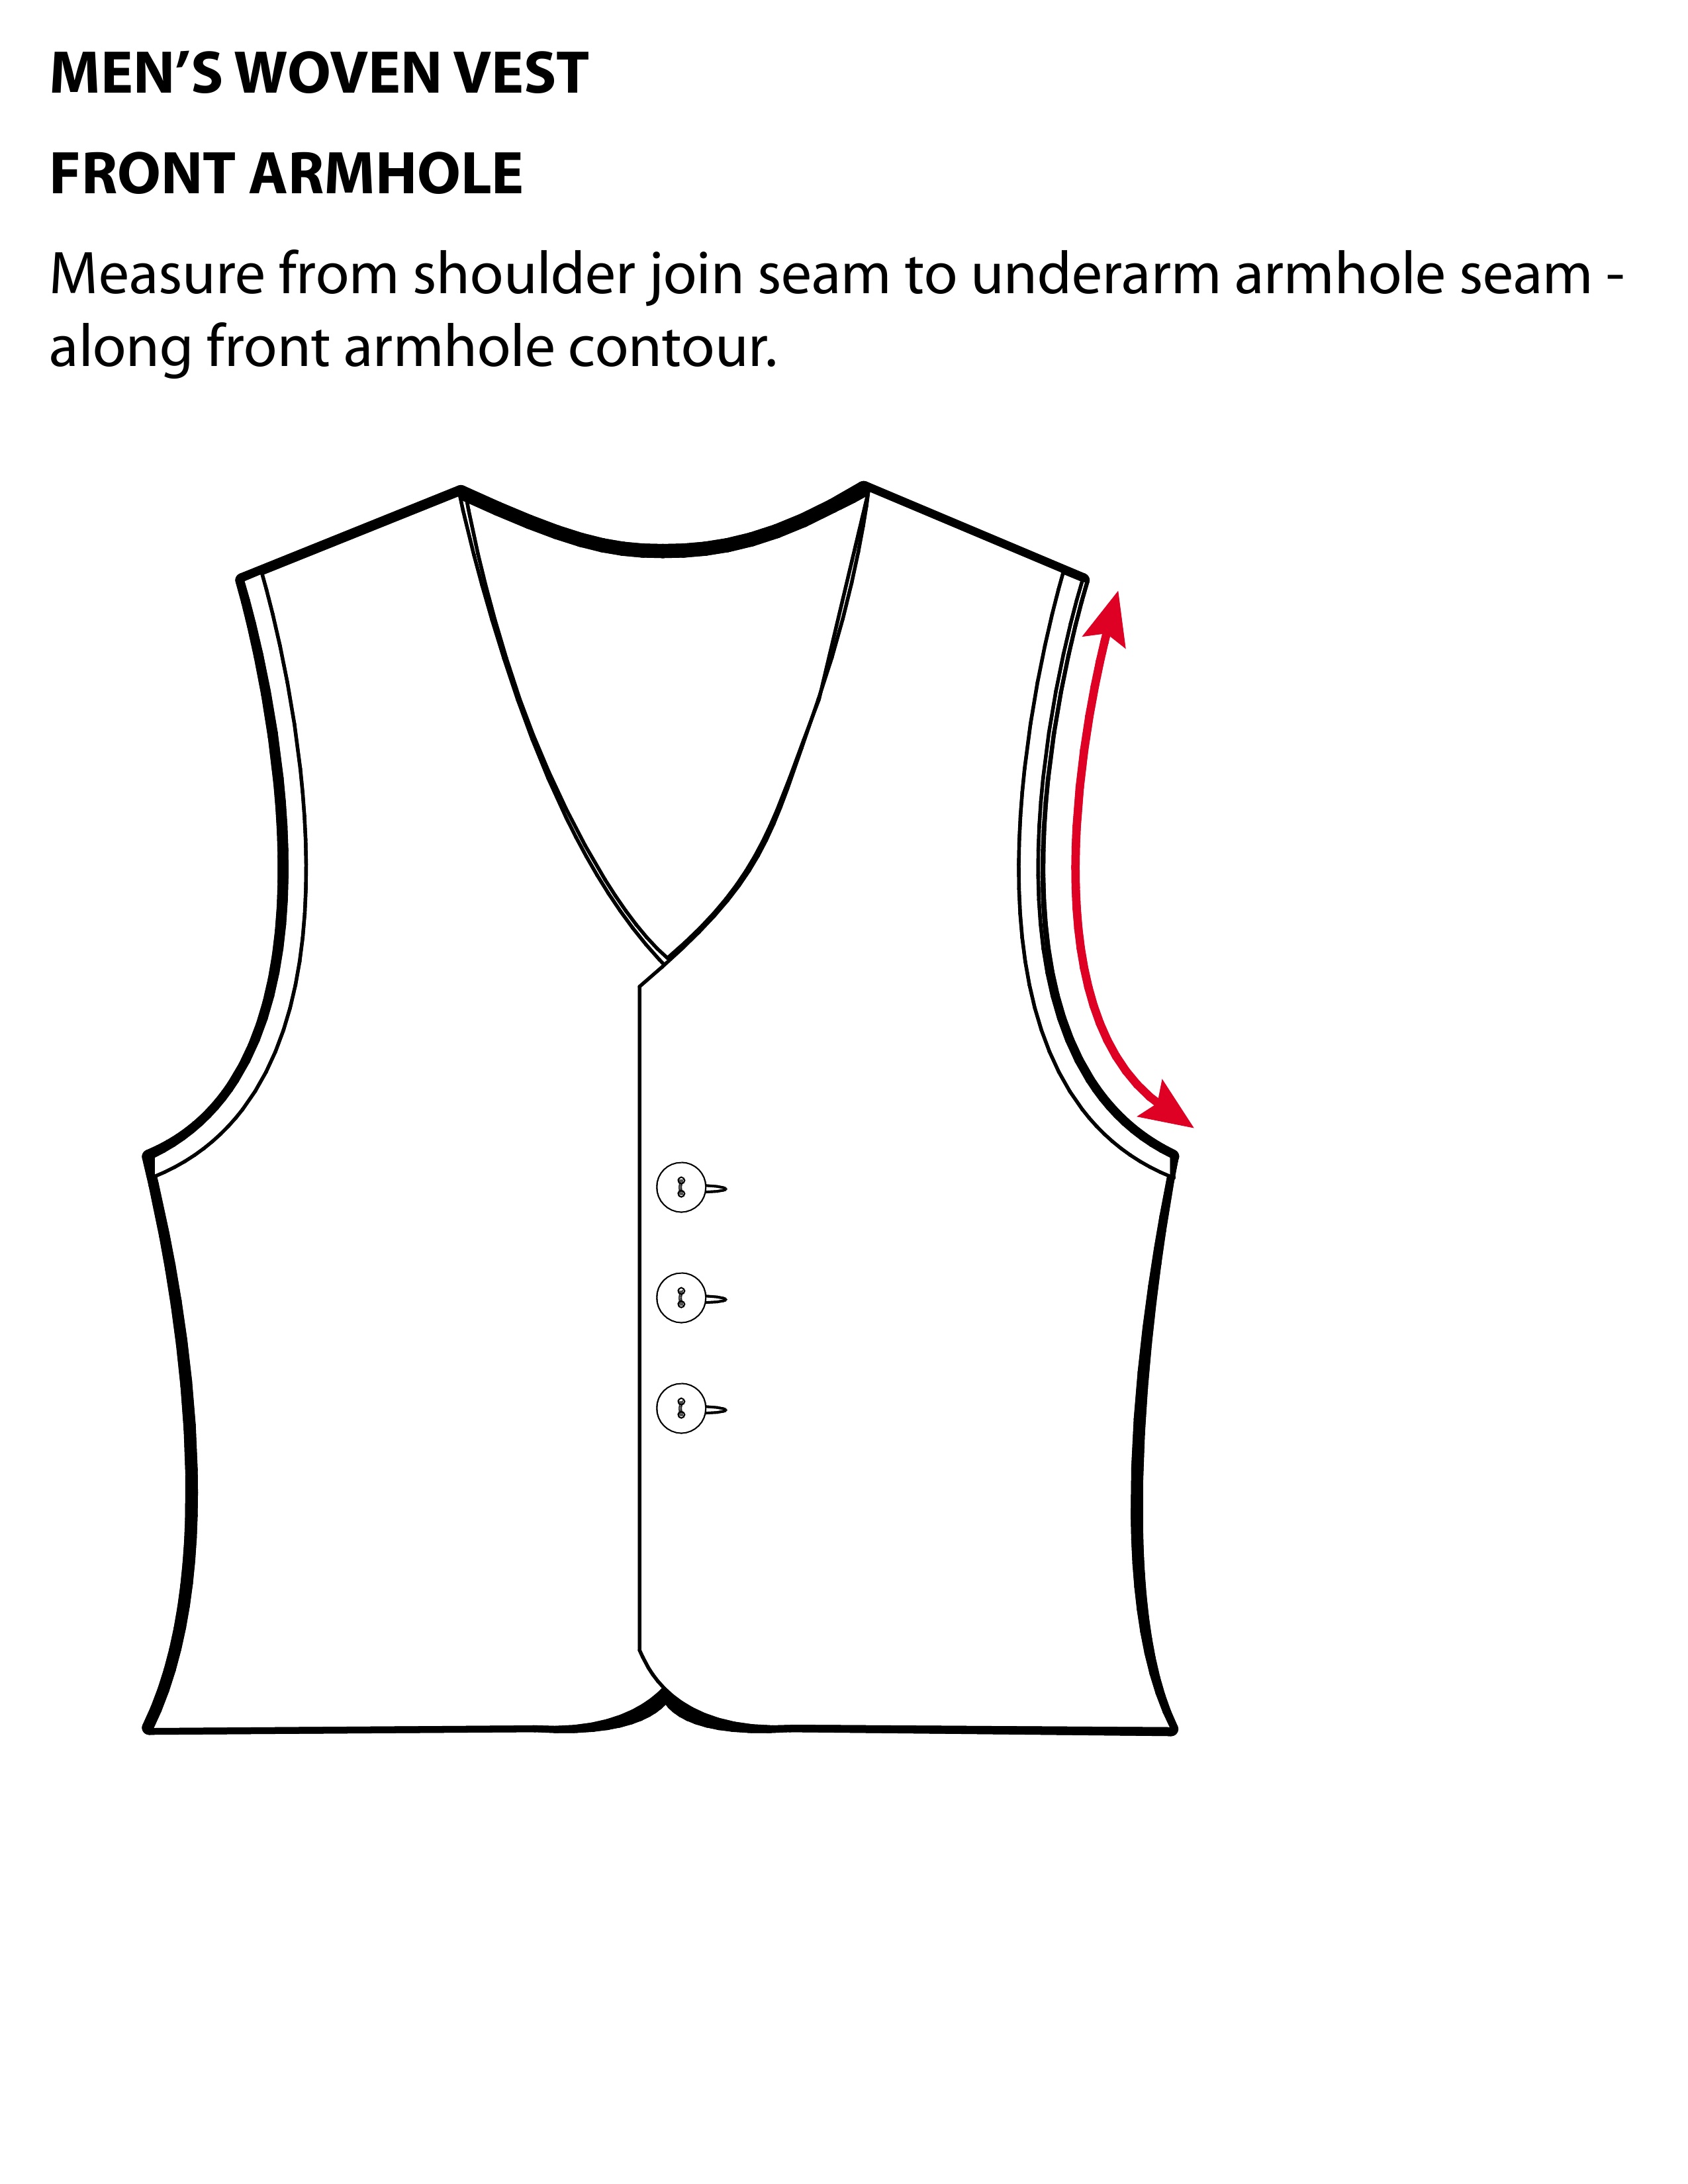 MEN’S WOVEN VEST
FRONT ARMHOLE
Measure from shoulder join seam to underarm armhole seam -
along front armhole contour.